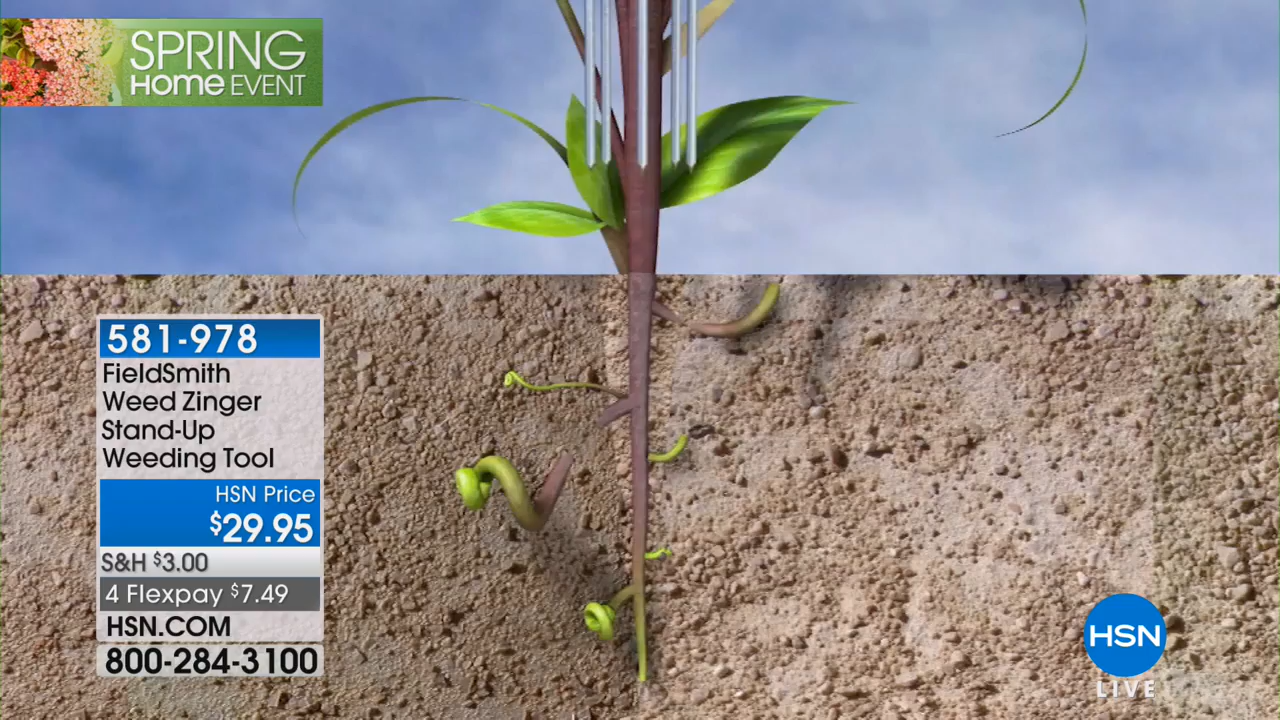 SPRING
Home EVENT
581-978
FieldSmith
Weed Zinger
Stand-Up
Weeding Tool
HSN Price
$29.95
S&H $3.00
4 Flexpay $7.49
HSN.COM
800-284-3100
HSN
LIVE